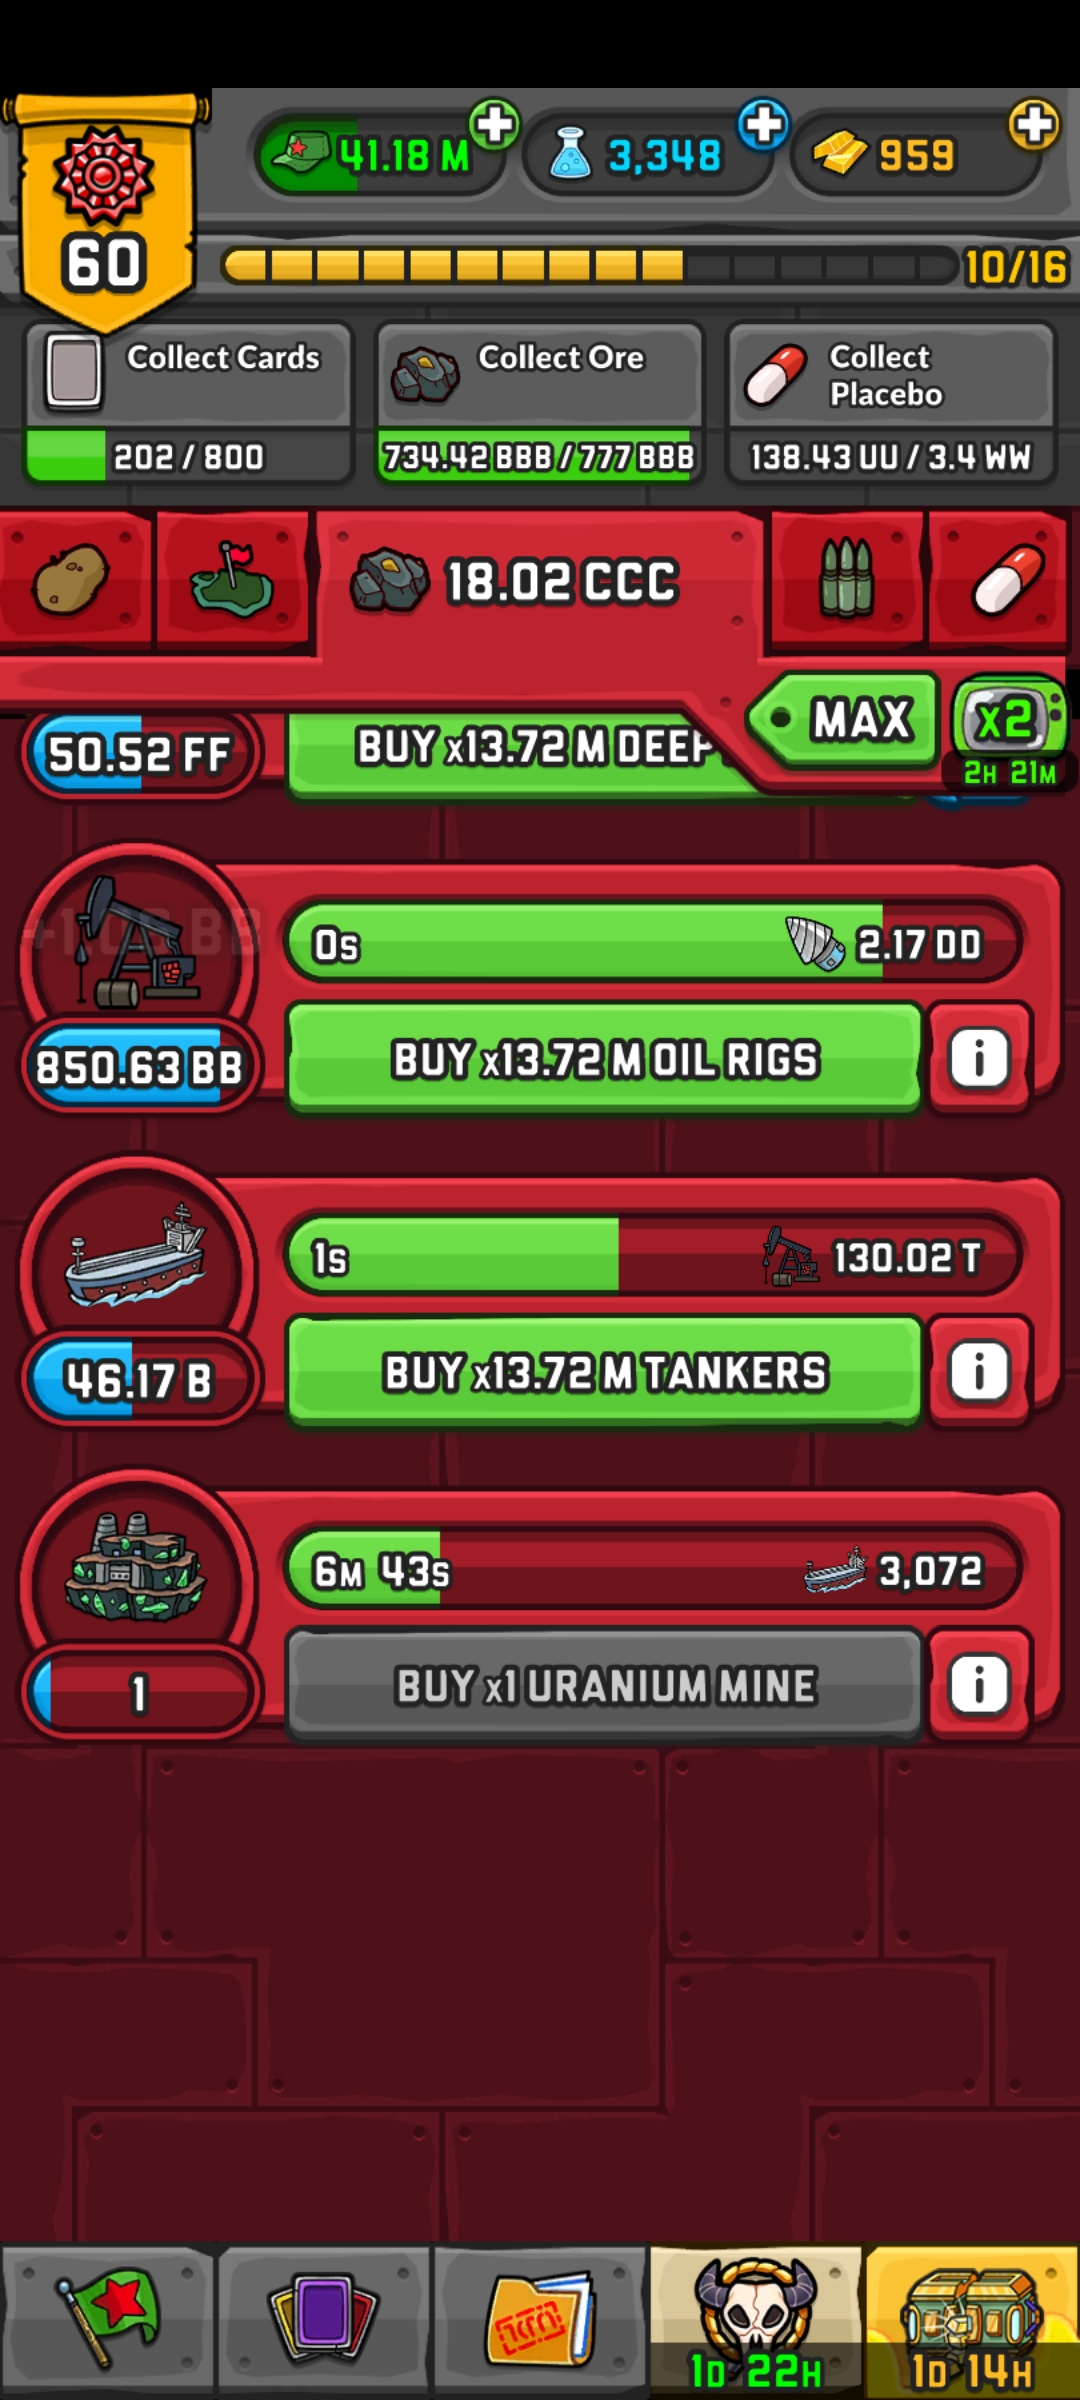 41.18 M
3,348
959
60
10/16
Collect Cards
202 / 800
Collect Ore
734.42 BBB / 777 BBB
Collect
Placebo
138.43 UU / 3.4 WW
18.02 CCC
MAX
x2
2H 21M
50.52 FF
BUY x13.72 M DEEP
0s
2.17 DD
850.63 BB
BUY x13.72 M OIL RIGS
i
1s
130.02 T
46.17 B
BUY x13.72 M TANKERS
i
6M 43s
3,072
1
BUY x1 URANIUM MINE
i
1D 22H
1D 14H